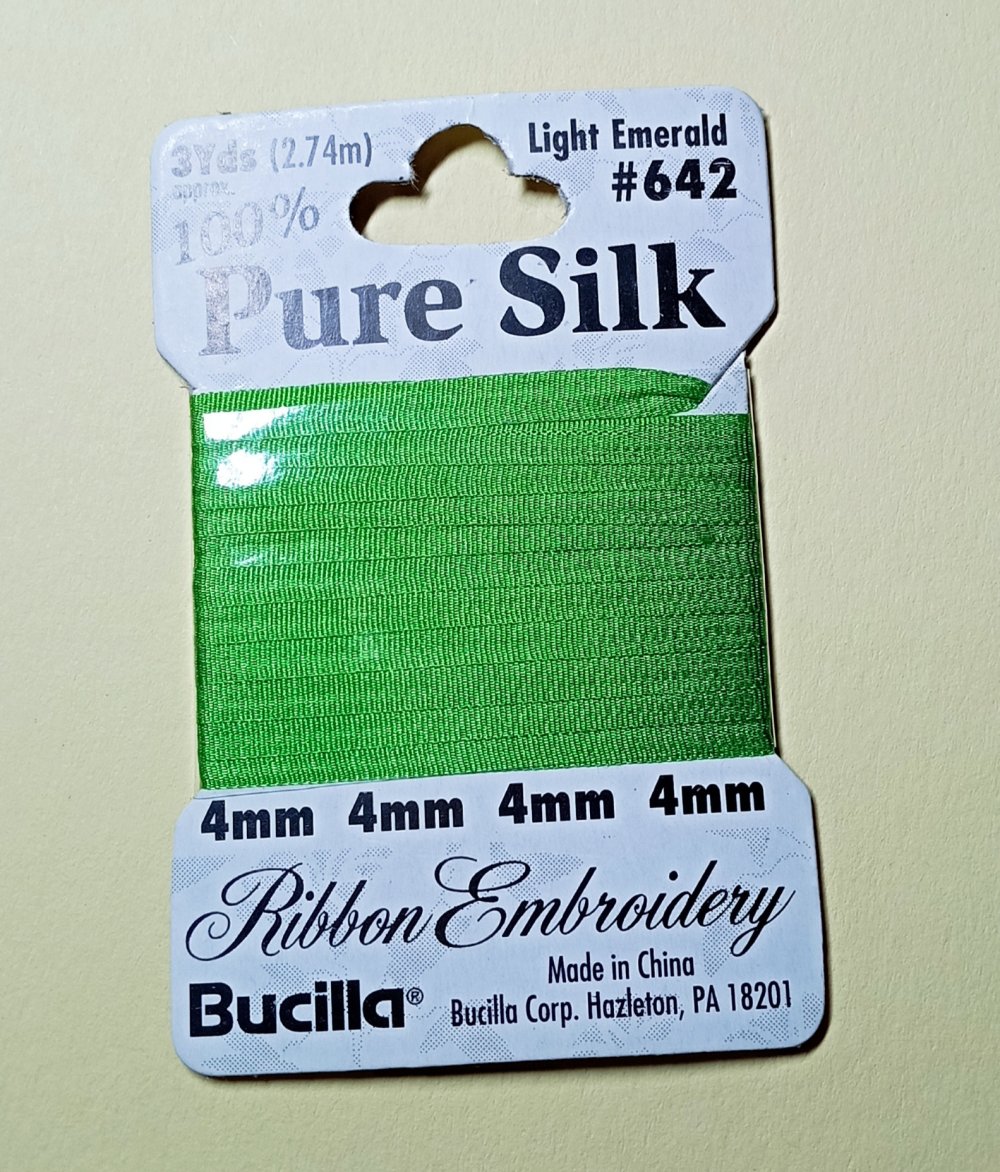 3Yds (2.74m)
approx.
100%
Light Emerald
#642
Pure Silk
4mm 4mm 4mm 4mm
Ribbon Embroidery
Made in China
Bucilla® Bucilla Corp. Hazleton, PA 18201